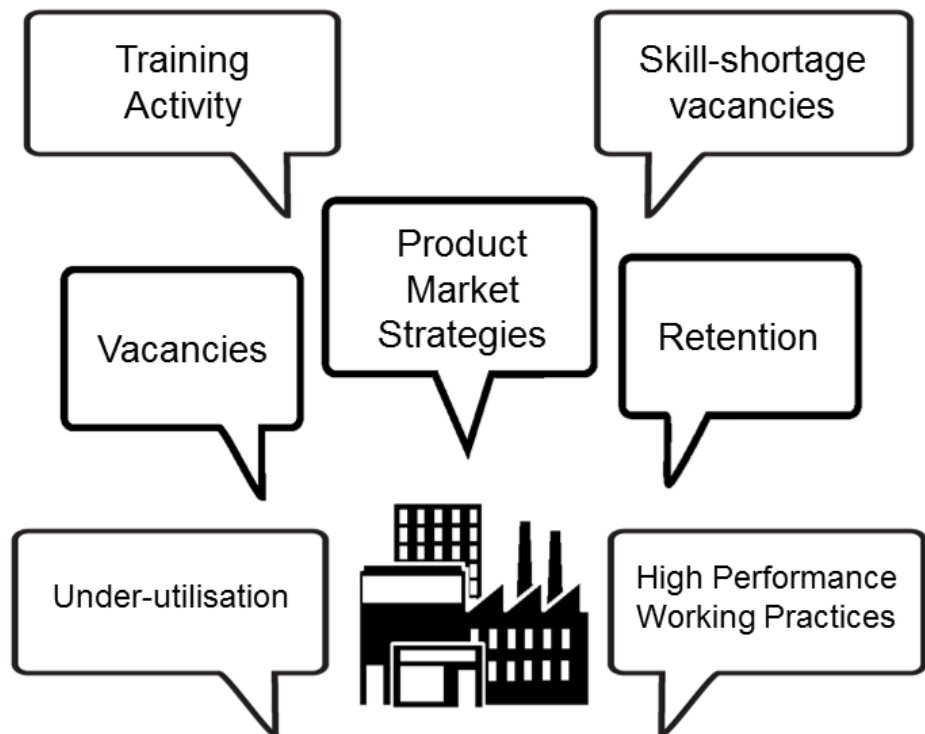 Training
Activity
Skill-shortage
vacancies
Product
Market
Strategies
Vacancies
Retention
Under-utilisation
High Performance
Working Practices